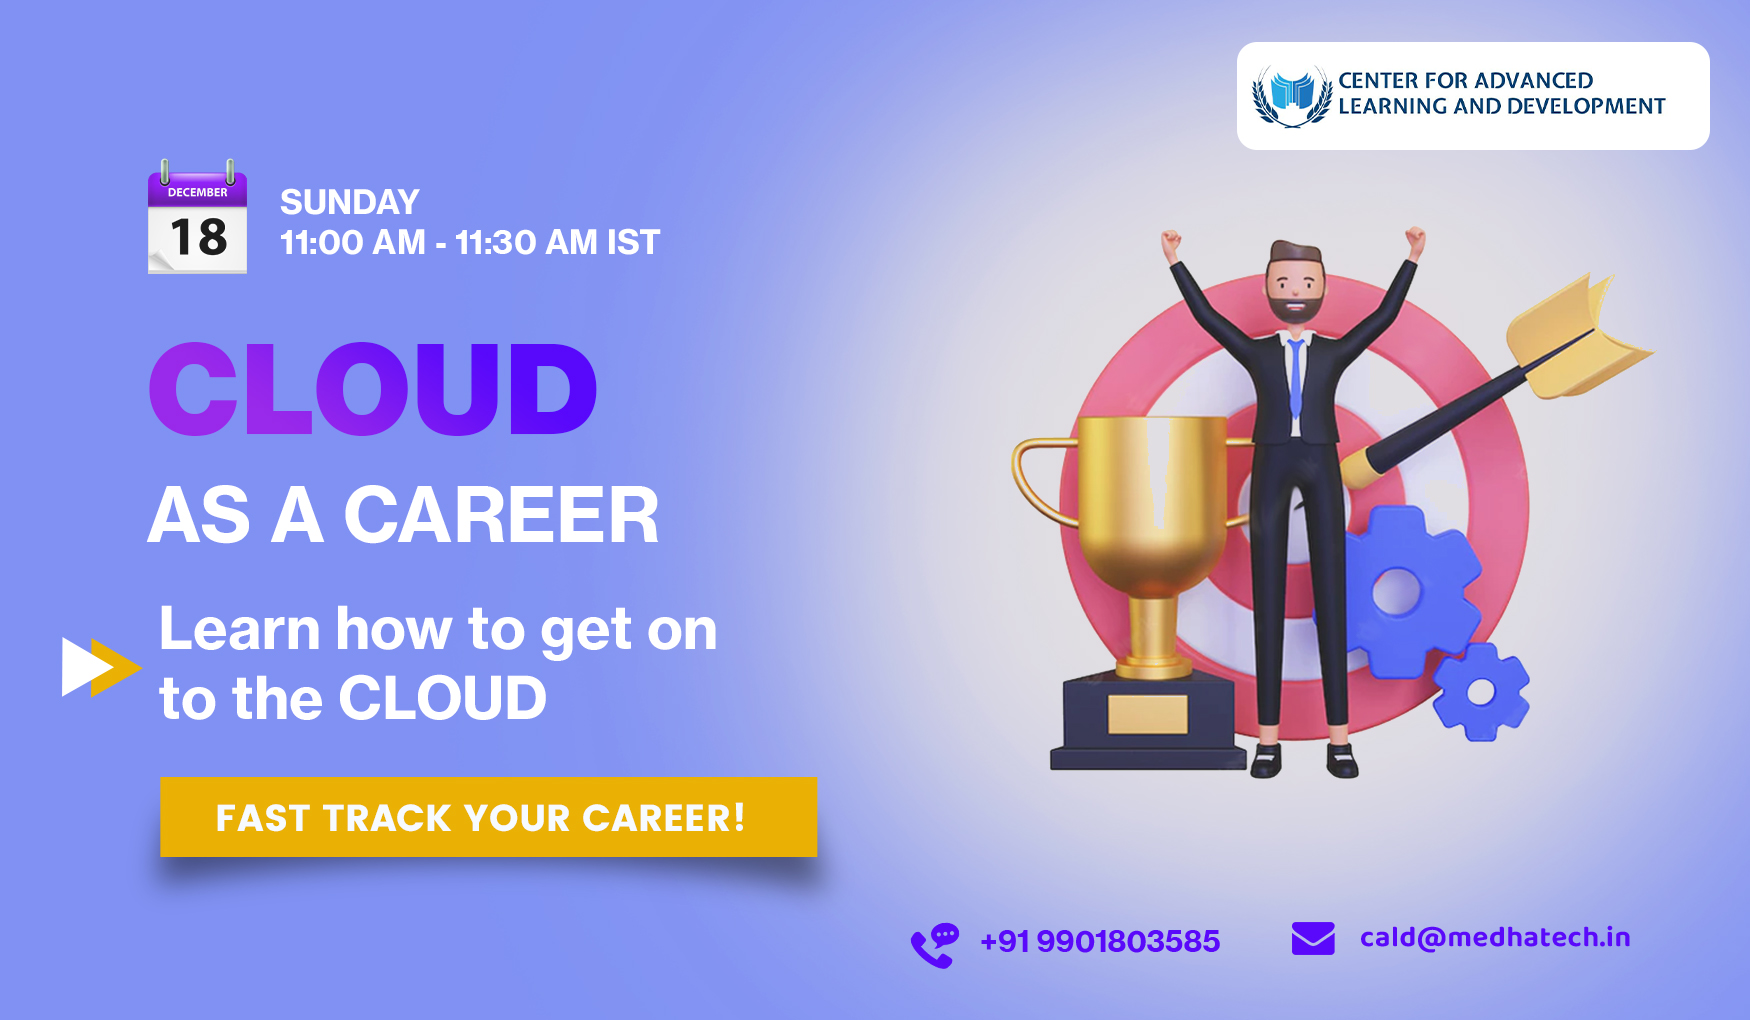 CENTER FOR ADVANCED
LEARNING AND DEVELOPMENT
DECEMBER
18
SUNDAY
11:00 AM - 11:30 AM IST
CLOUD
AS A CAREER
Learn how to get on
to the CLOUD
FAST TRACK YOUR CAREER!
+91 9901803585
cald@medhatech.in